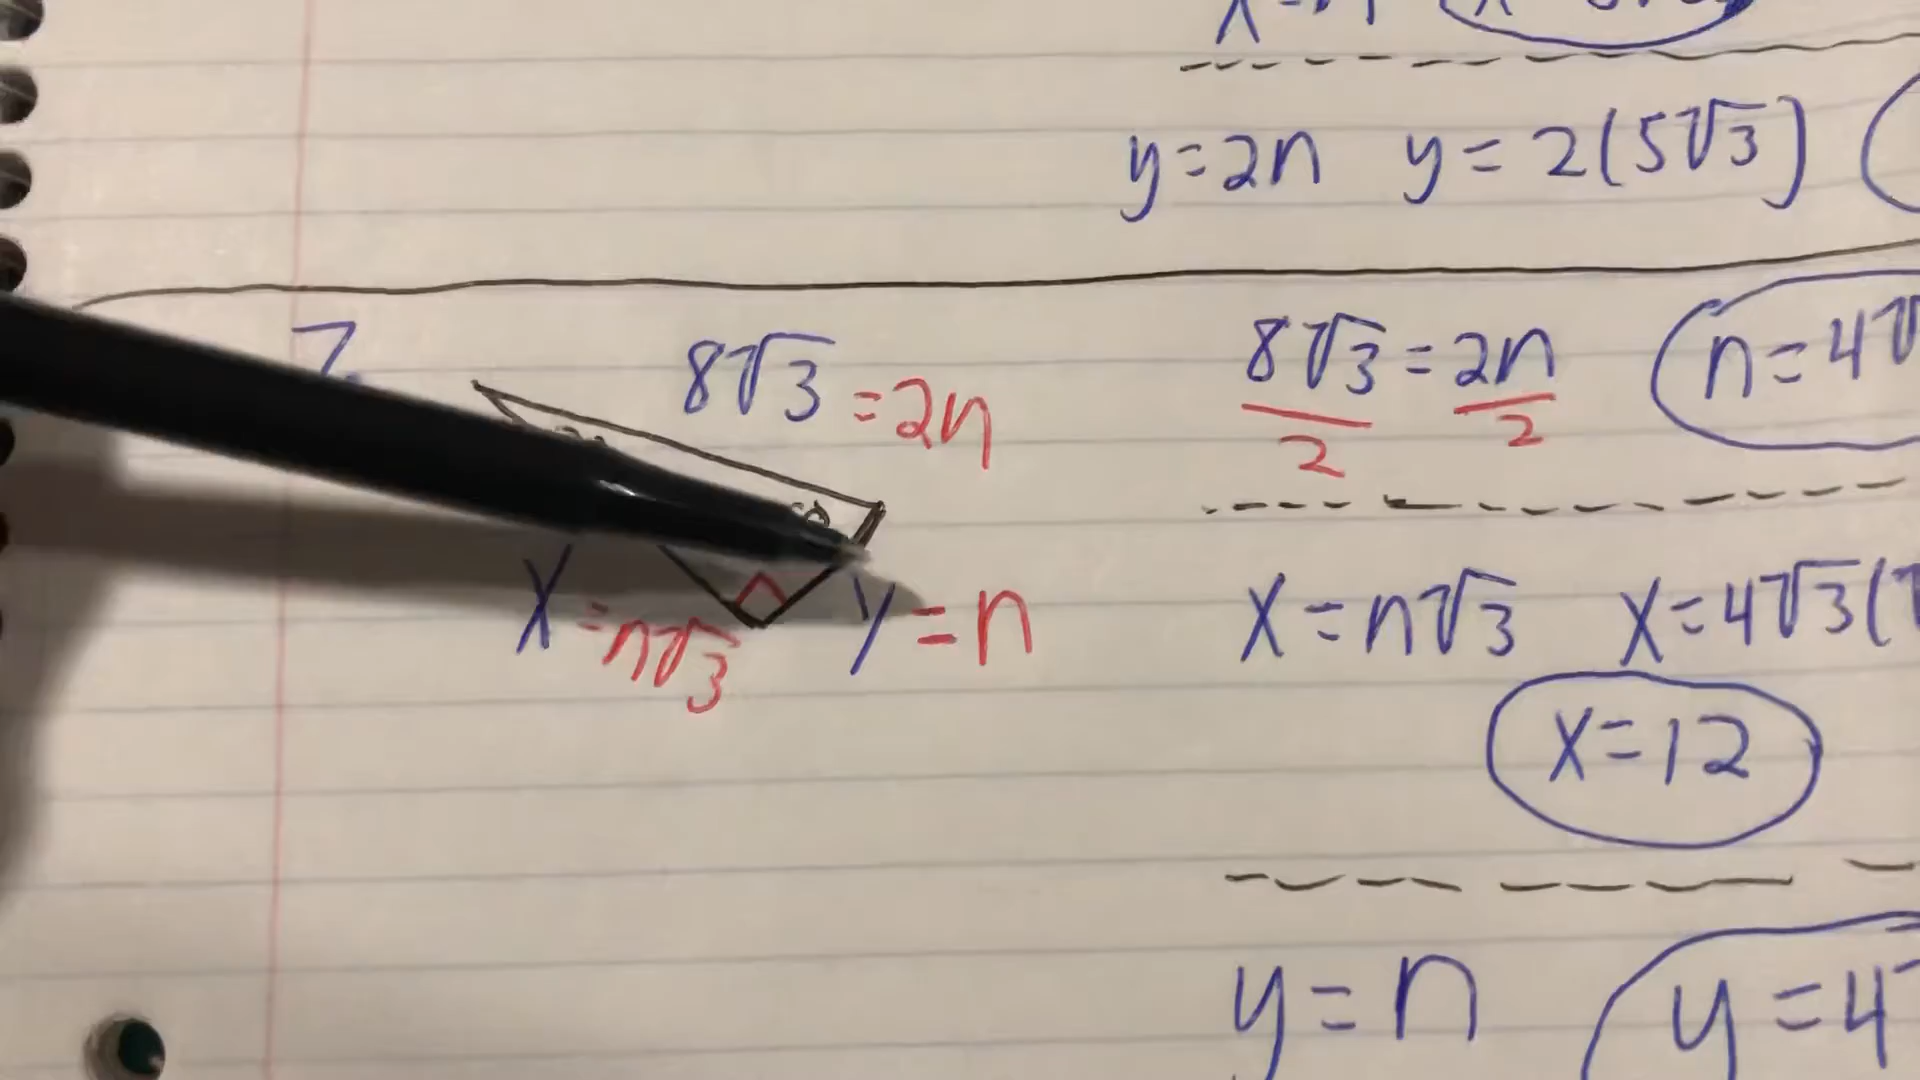 y=2n y=2(5√3)
7.
8√3 =2n
8√3 = 2n n=4√
2 2
x =n√3 y = n
x = n√3 x=4√3(√
x=12
y=n y=4√